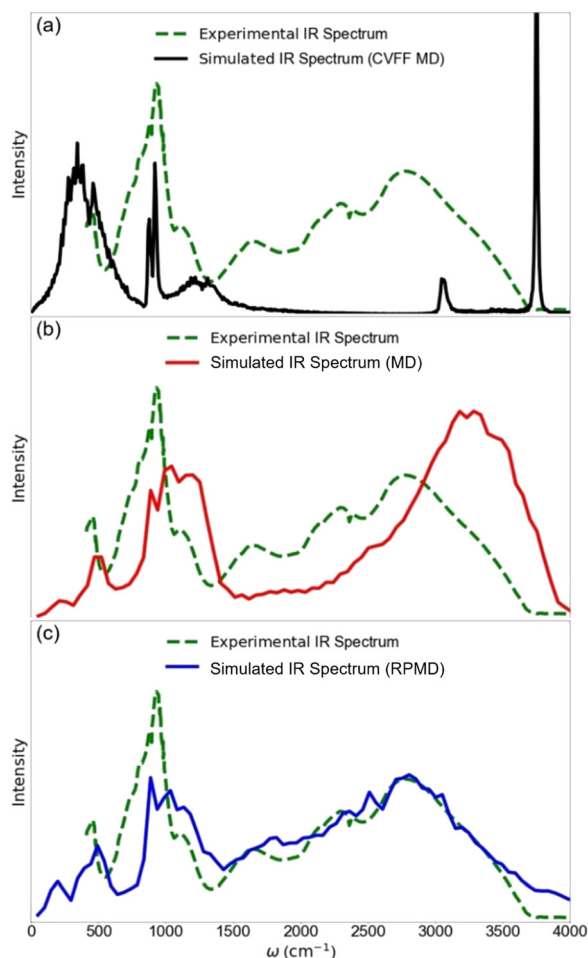 (a)
Experimental IR Spectrum
Simulated IR Spectrum (CVFF MD)
Intensity
(b)
Experimental IR Spectrum
Simulated IR Spectrum (MD)
Intensity
(c)
Experimental IR Spectrum
Simulated IR Spectrum (RPMD)
Intensity
0 500 1000 1500 2000 2500 3000 3500 4000
ω (cm⁻¹)